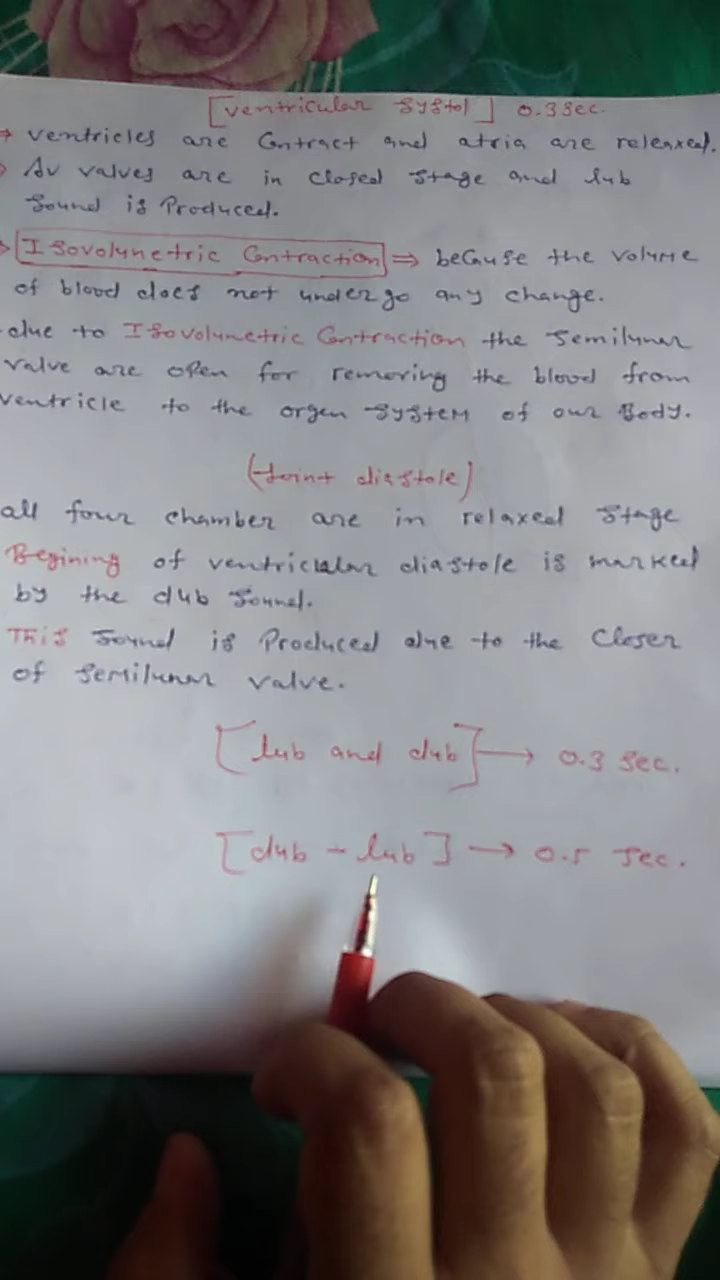 [ventricular systol] 0.3 sec.
→ ventricles are Contract and atria are relexed.
Av valves are in closed stage and lub
Sound is Produced.
Isovolumetric Contraction ⇒ because the volume
of blood does not undergo any change.
due to Isovolumetric Contraction the semilunar
valve are open for removing the blood from
ventricle to the orgen system of our Body.
(Joint diastole)
all four chamber are in relaxed stage
Begining of ventricular diastole is marked
by the dub sound.
This sound is Produced due to the closer
of semilunar valve.
[lub and dub] → 0.3 sec.
[dub - lub] → 0.5 sec.